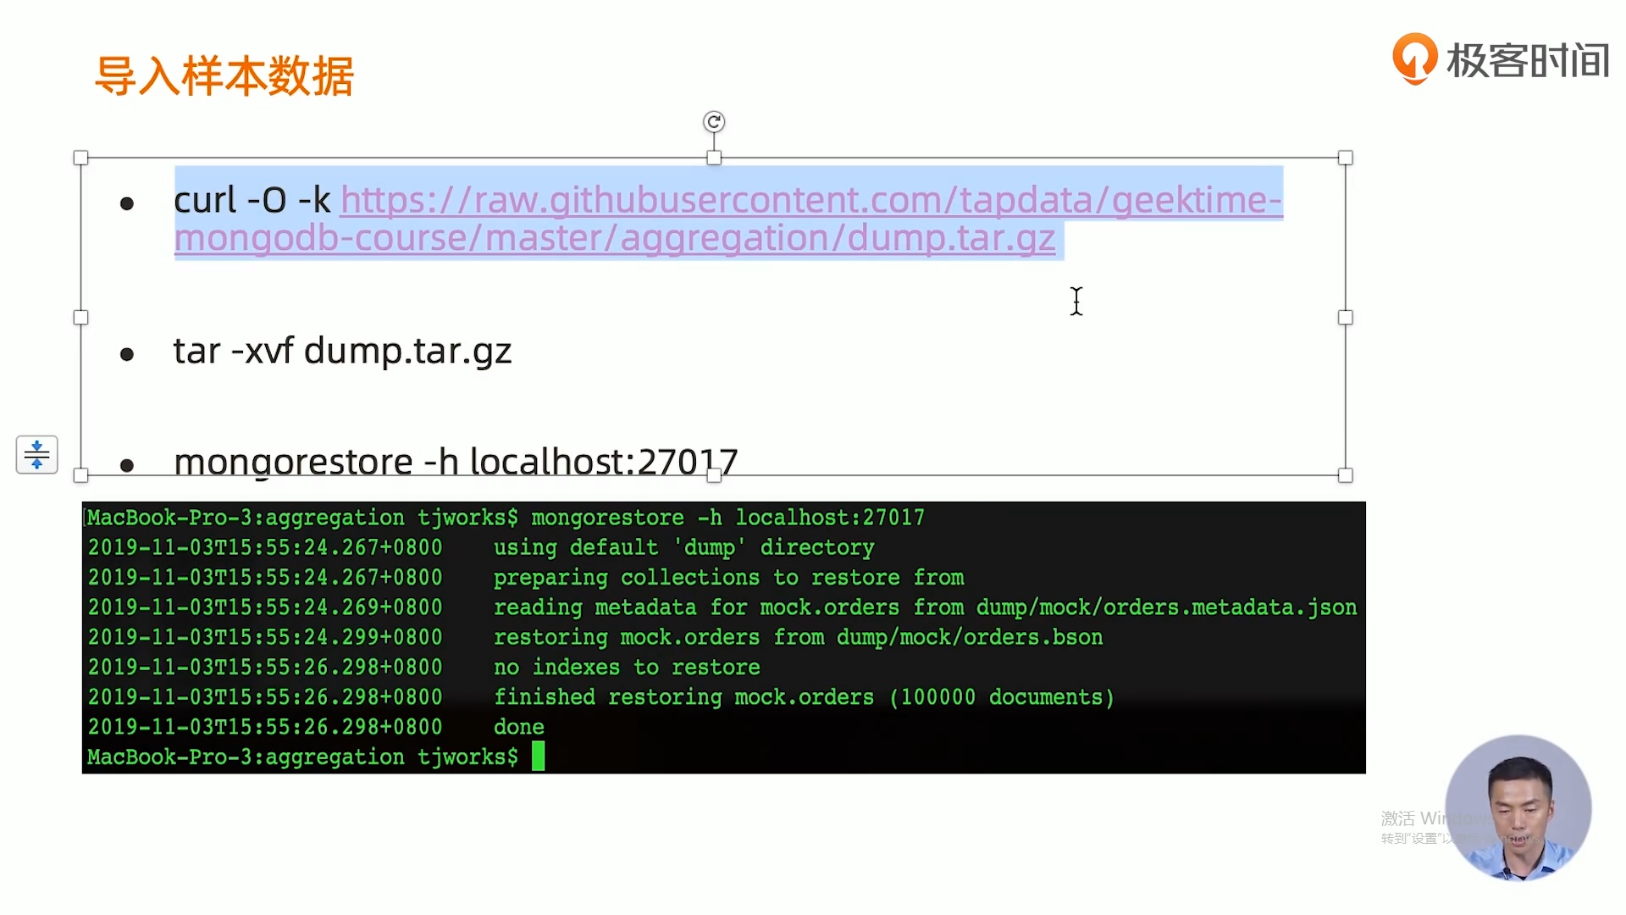 导入样本数据
极客时间
• curl -O -k https://raw.githubusercontent.com/tapdata/geektime-
mongodb-course/master/aggregation/dump.tar.gz
• tar -xvf dump.tar.gz
• mongorestore -h localhost:27017
[MacBook-Pro-3:aggregation tjworks$ mongorestore -h localhost:27017
2019-11-03T15:55:24.267+0800 using default 'dump' directory
2019-11-03T15:55:24.267+0800 preparing collections to restore from
2019-11-03T15:55:24.269+0800 reading metadata for mock.orders from dump/mock/orders.metadata.json
2019-11-03T15:55:24.299+0800 restoring mock.orders from dump/mock/orders.bson
2019-11-03T15:55:26.298+0800 no indexes to restore
2019-11-03T15:55:26.298+0800 finished restoring mock.orders (100000 documents)
2019-11-03T15:55:26.298+0800 done
MacBook-Pro-3:aggregation tjworks$
激活 Windows
转到"设置"以